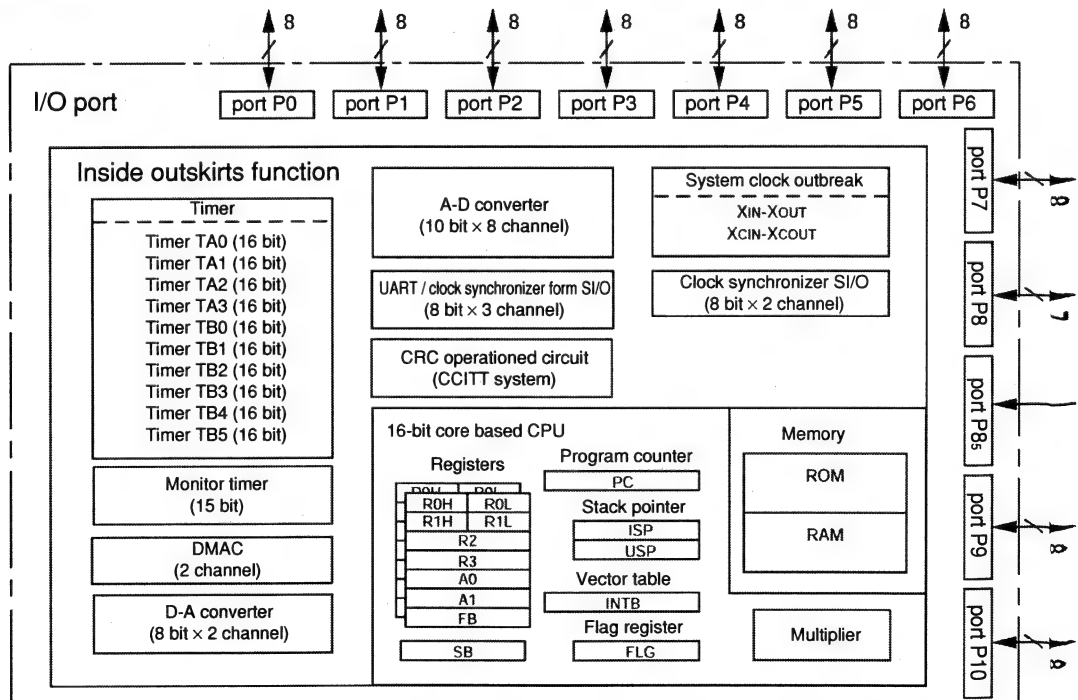 8 8 8 8 8 8 8
I/O port
port P0 port P1 port P2 port P3 port P4 port P5 port P6
port P7
8
port P8
7
port P85
port P9
8
port P10
8
Inside outskirts function
Timer
Timer TA0 (16 bit)
Timer TA1 (16 bit)
Timer TA2 (16 bit)
Timer TA3 (16 bit)
Timer TB0 (16 bit)
Timer TB1 (16 bit)
Timer TB2 (16 bit)
Timer TB3 (16 bit)
Timer TB4 (16 bit)
Timer TB5 (16 bit)
Monitor timer
(15 bit)
DMAC
(2 channel)
D-A converter
(8 bit × 2 channel)
A-D converter
(10 bit × 8 channel)
UART / clock synchronizer form SI/O
(8 bit × 3 channel)
CRC operationed circuit
(CCITT system)
System clock outbreak
XIN-XOUT
XCIN-XCOUT
Clock synchronizer SI/O
(8 bit × 2 channel)
16-bit core based CPU
Registers
R0H R0L
R0H R0L
R1H R1L
R2
R3
A0
A1
FB
SB
Program counter
PC
Stack pointer
ISP
USP
Vector table
INTB
Flag register
FLG
Memory
ROM
RAM
Multiplier